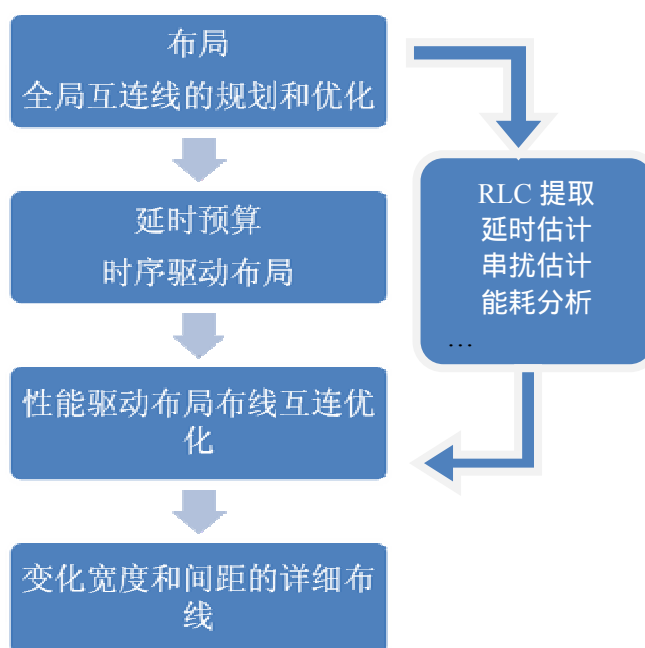 布局
全局互连线的规划和优化
延时预算
时序驱动布局
性能驱动布局布线互连优
化
变化宽度和间距的详细布
线
RLC 提取
延时估计
串扰估计
能耗分析
…